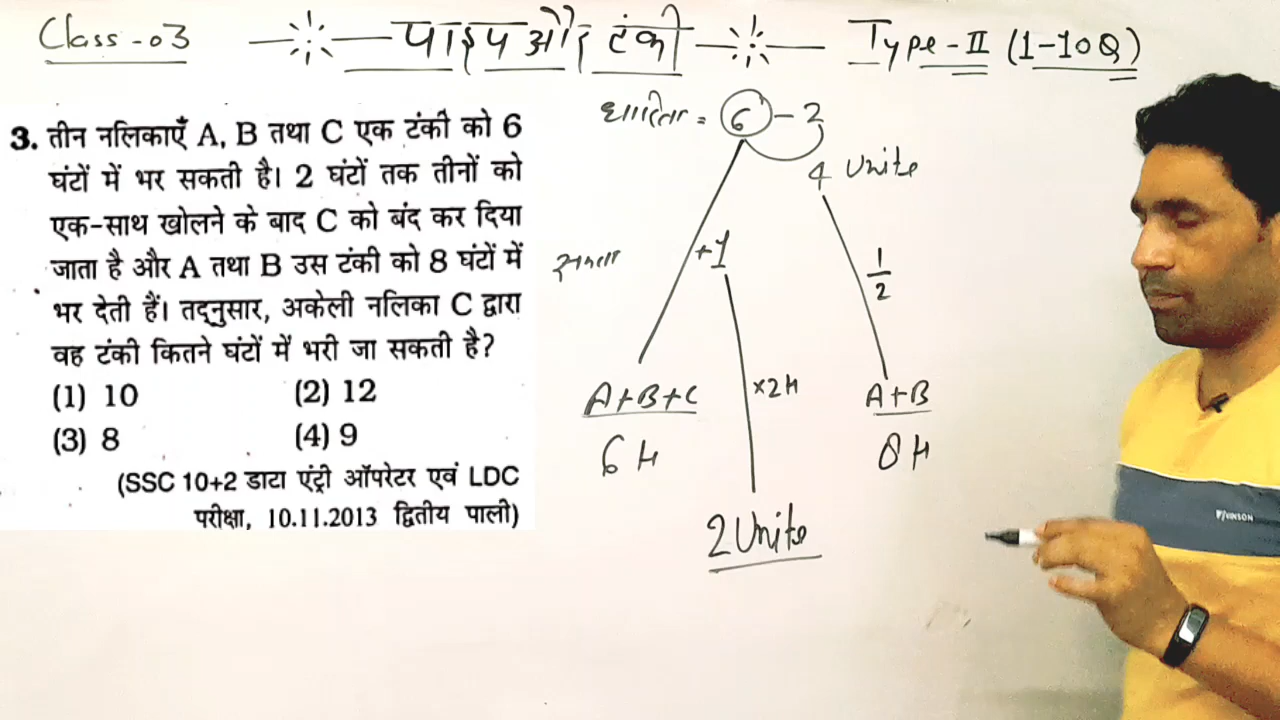 Class-03
पाइप और टंकी
Type-II (1-10Q)
3. तीन नलिकाएँ A, B तथा C एक टंकी को 6
घंटों में भर सकती है। 2 घंटों तक तीनों को
एक-साथ खोलने के बाद C को बंद कर दिया
जाता है और A तथा B उस टंकी को 8 घंटों में
भर देती हैं। तद्नुसार, अकेली नलिका C द्वारा
वह टंकी कितने घंटों में भरी जा सकती है?
(1) 10 (2) 12
(3) 8 (4) 9
(SSC 10+2 डाटा एंट्री ऑपरेटर एवं LDC
परीक्षा, 10.11.2013 द्वितीय पाली)
= 6 - 2
4 Unite
+1
1/2
A+B+C
×2H
A+B
6 H
8 H
2 Unite